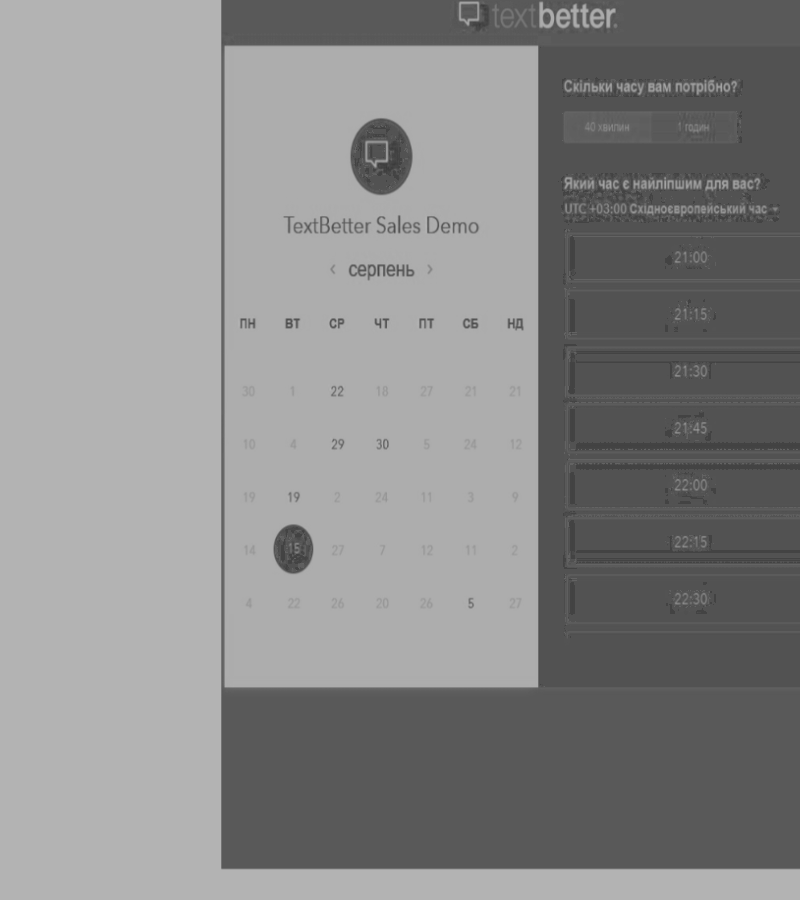 textbetter.
TextBetter Sales Demo
‹ серпень ›
ПН ВТ СР ЧТ ПТ СБ НД
30 1 22 18 27 21 21
10 4 29 30 5 24 12
19 19 2 24 11 3 9
14 15 27 7 12 11 2
4 22 26 20 26 5 27
Скільки часу вам потрібно?
40 хвилин 1 годин
Який час є найліпшим для вас?
UTC +03:00 Східноєвропейський час
21:00
21:15
21:30
21:45
22:00
22:15
22:30